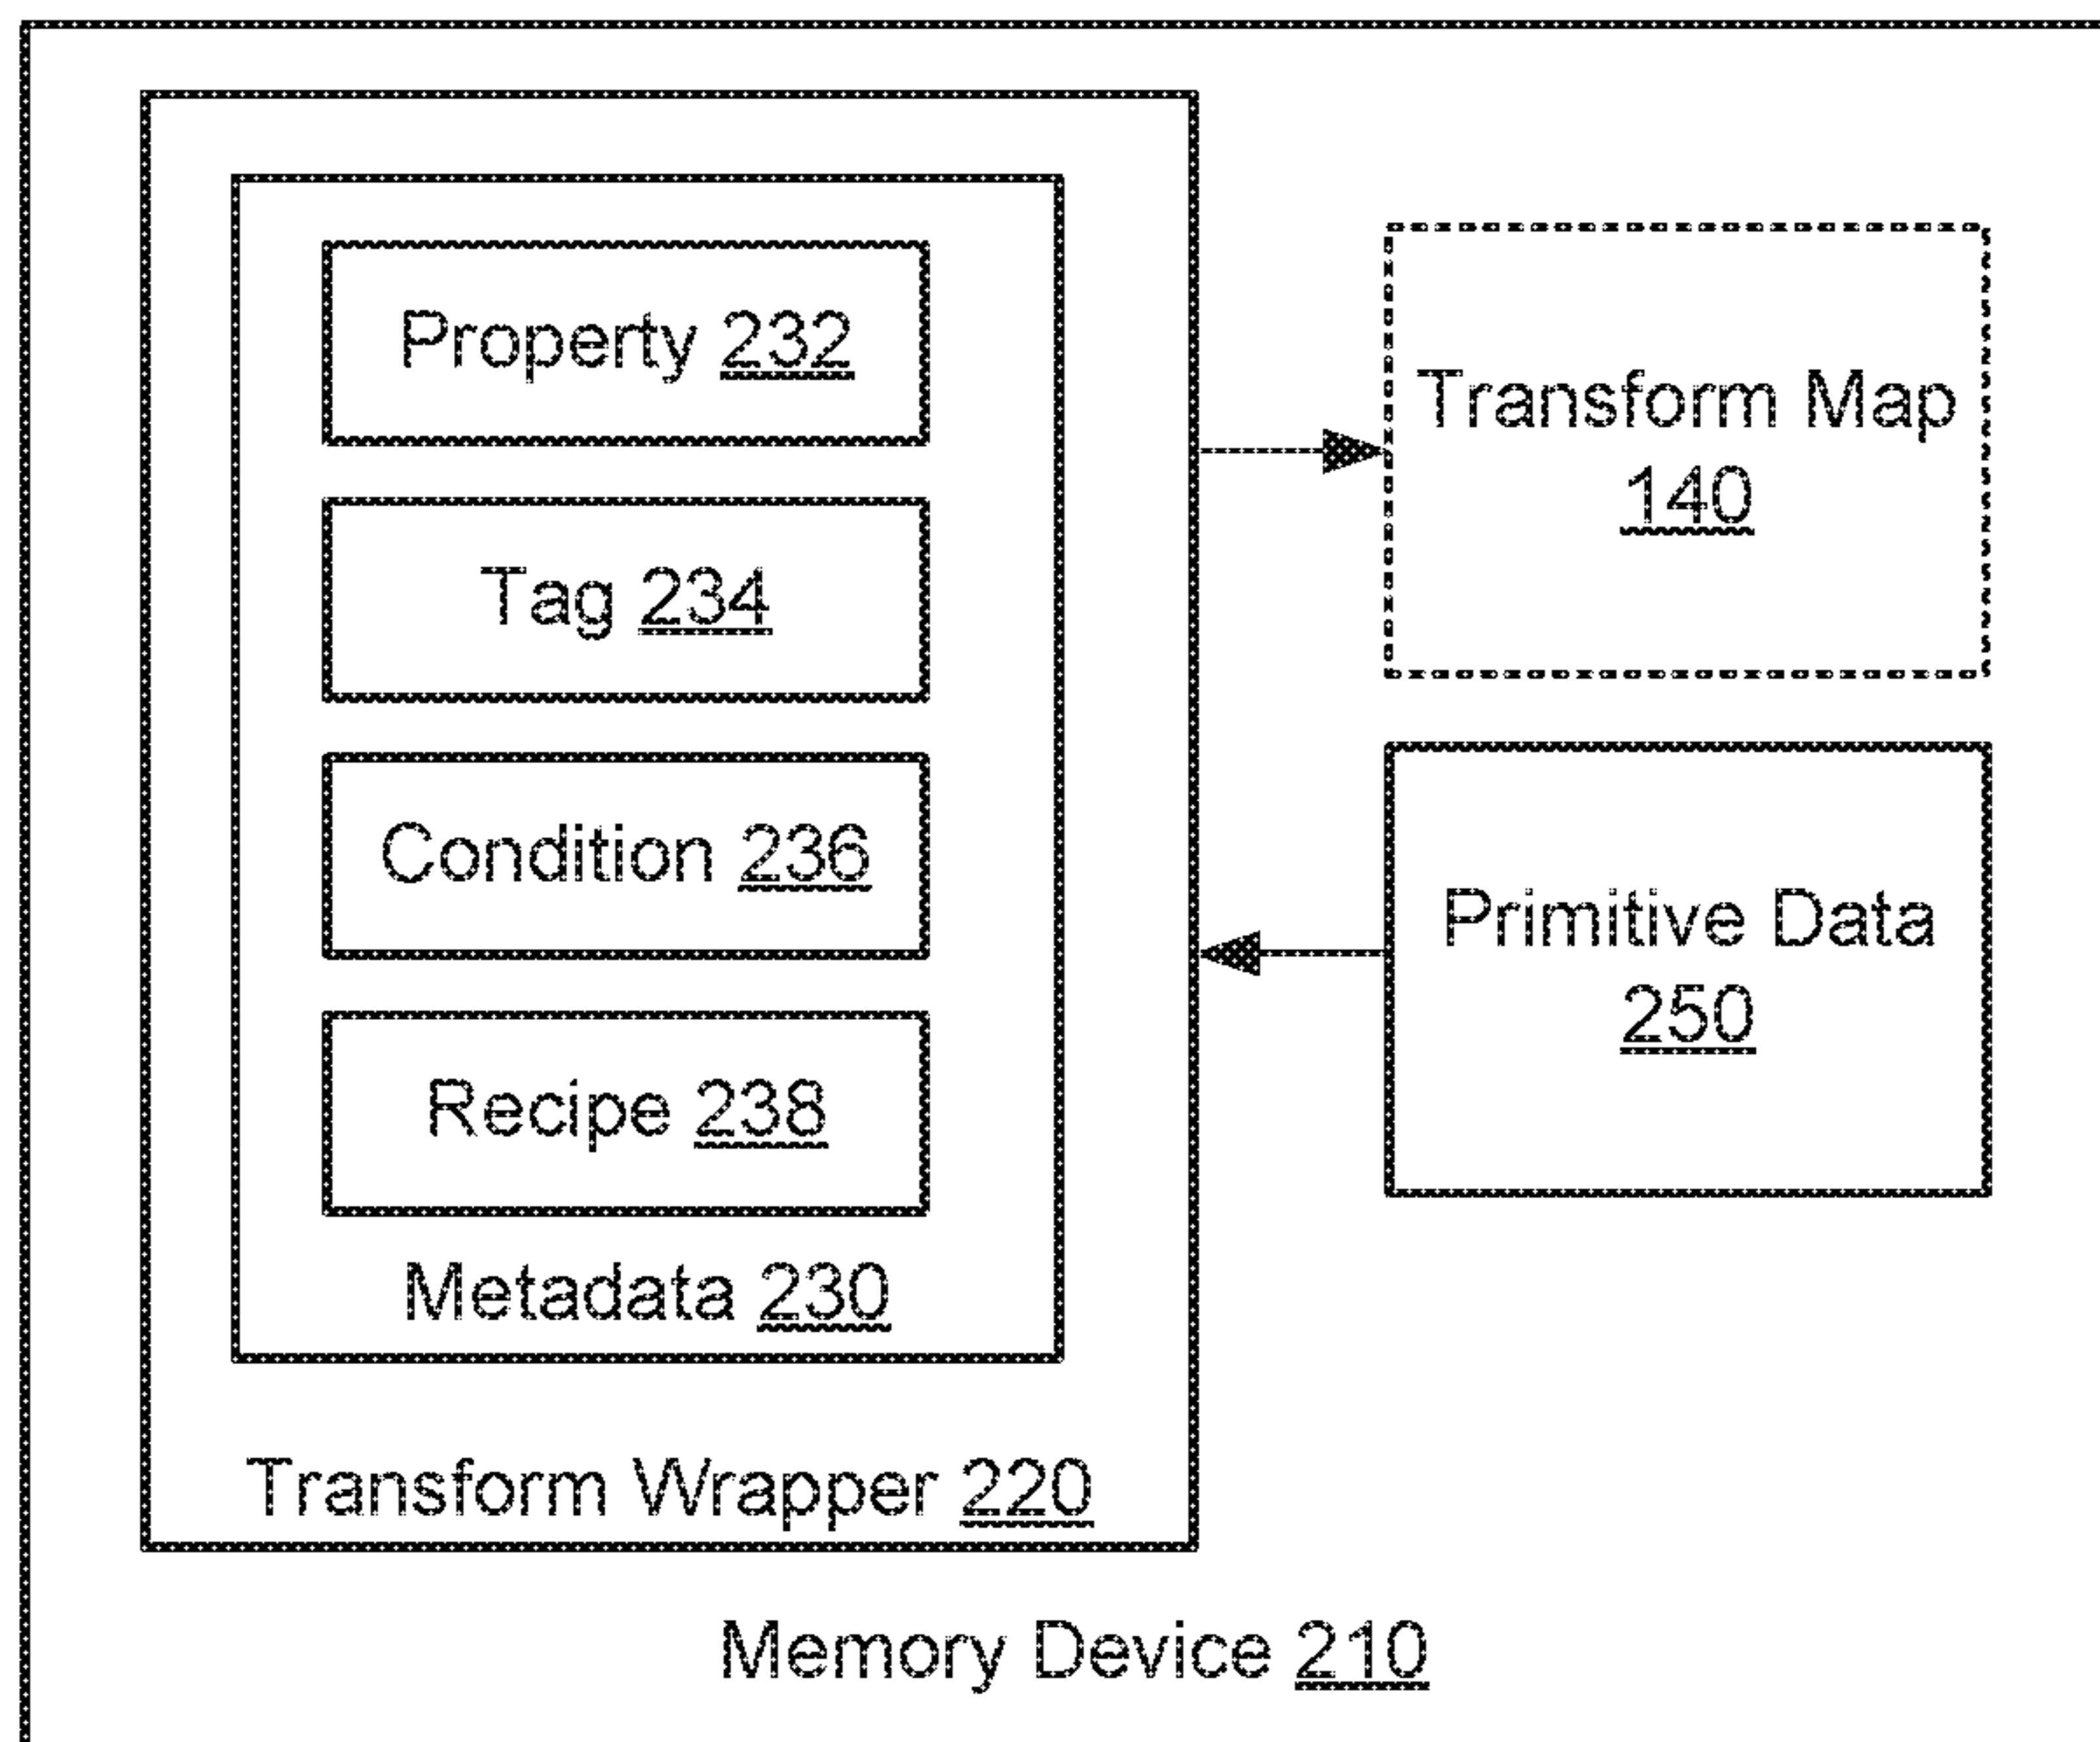 Property 232
Tag 234
Condition 236
Recipe 238
Metadata 230
Transform Wrapper 220
Transform Map
140
Primitive Data
250
Memory Device 210